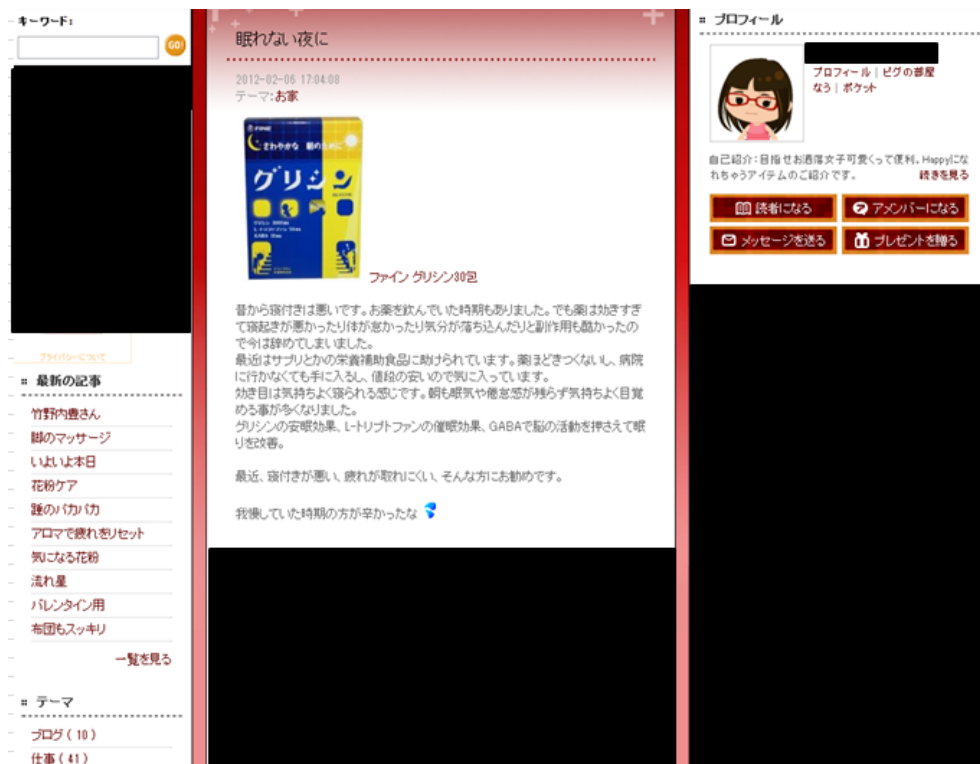 キーワード:
GO!
プライバシーについて
最新の記事
竹野内豊さん
脚のマッサージ
いよいよ本日
花粉ケア
踵のパカパカ
アロマで疲れをリセット
気になる花粉
流れ星
バレンタイン用
布団もスッキリ
一覧を見る
テーマ
ブログ ( 10 )
仕事 ( 41 )
眠れない夜に
2012-02-06 17:04:08
テーマ:お家
FINE
さわやかな 朝のために
グリシン
ファイン グリシン30包
昔から寝付きは悪いです。お薬を飲んでいた時期もありました。でも薬は効きすぎ
て寝起きが悪かったり体が怠かったり気分が落ち込んだりと副作用も酷かったの
で今は辞めてしまいました。
最近はサプリとかの栄養補助食品に助けられています。薬ほどきつくないし、病院
に行かなくても手に入るし、値段の安いので気に入っています。
効き目は気持ちよく寝られる感じです。朝も眠気や倦怠感が残らず気持ちよく目覚
める事が多くなりました。
グリシンの安眠効果、L-トリプトファンの催眠効果、GABAで脳の活動を押さえて眠
りを改善。
最近、寝付きが悪い、疲れが取れにくい、そんな方にお勧めです。
我慢していた時期の方が辛かったな
プロフィール
プロフィール | ピグの部屋
なう | ポケット
自己紹介:目指せお洒落女子可愛くって便利、Happyにな
れちゃうアイテムのご紹介です。 続きを見る
読者になる
アメンバーになる
メッセージを送る
プレゼントを贈る